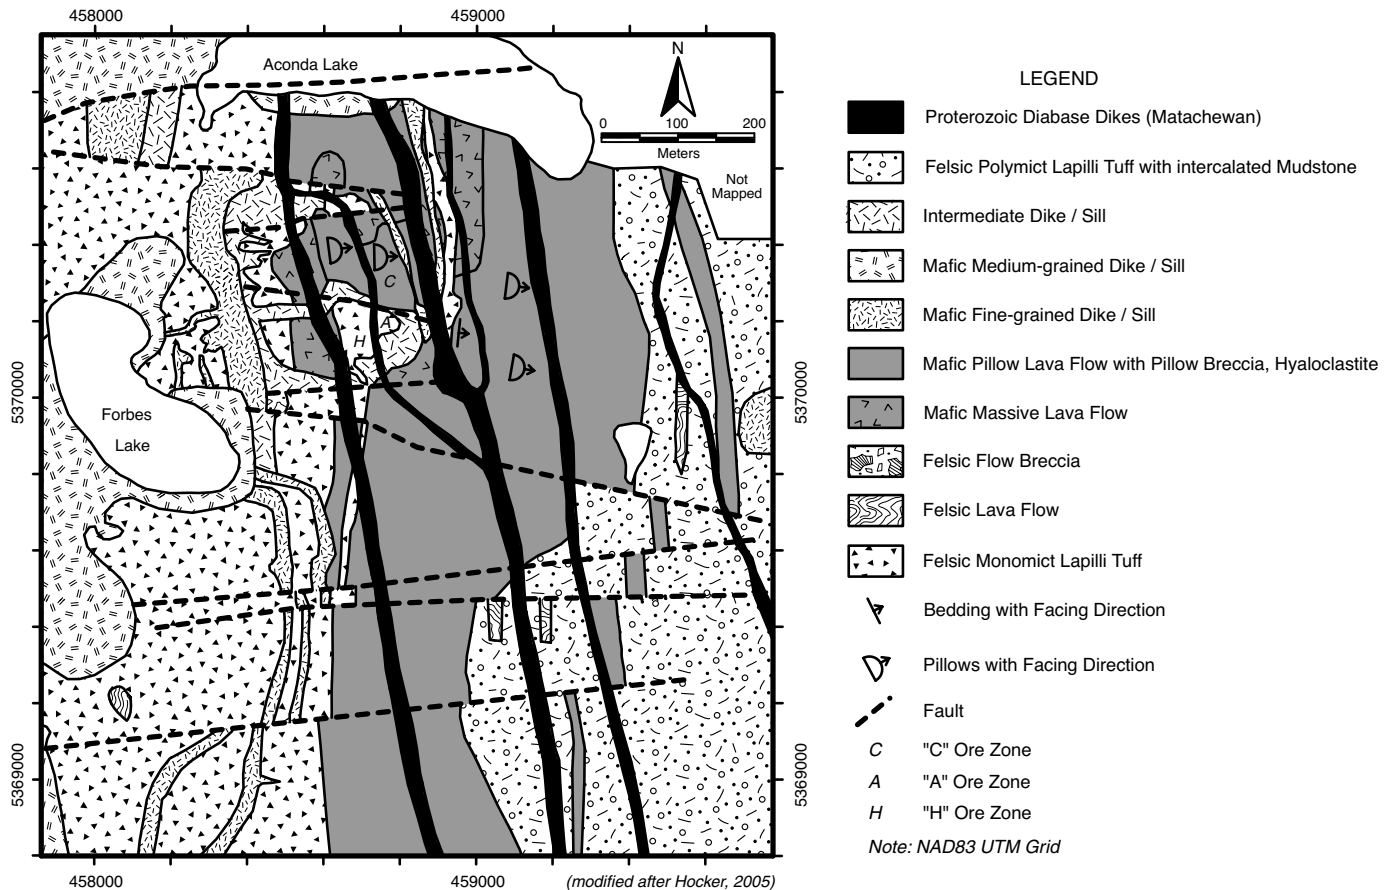 458000
459000
Aconda Lake
N
0
100
200
Meters
Not
Mapped
C
A
H
Forbes
Lake
5370000
5370000
5369000
5369000
458000
459000
(modified after Hocker, 2005)
LEGEND
Proterozoic Diabase Dikes (Matachewan)
Felsic Polymict Lapilli Tuff with intercalated Mudstone
Intermediate Dike / Sill
Mafic Medium-grained Dike / Sill
Mafic Fine-grained Dike / Sill
Mafic Pillow Lava Flow with Pillow Breccia, Hyaloclastite
Mafic Massive Lava Flow
Felsic Flow Breccia
Felsic Lava Flow
Felsic Monomict Lapilli Tuff
Bedding with Facing Direction
Pillows with Facing Direction
Fault
C "C" Ore Zone
A "A" Ore Zone
H "H" Ore Zone
Note: NAD83 UTM Grid